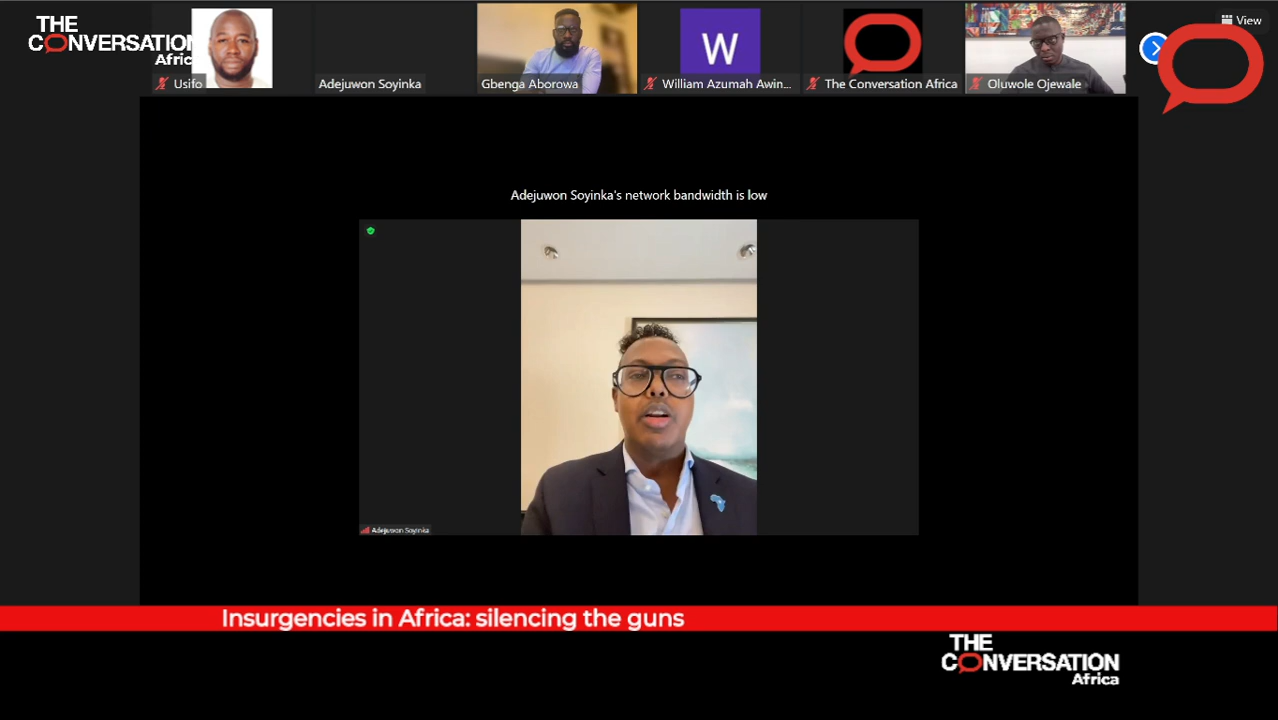 THE
CONVERSATION
Afric
Usifo
Adejuwon Soyinka
Gbenga Aborowa
W
William Azumah Awin...
The Conversation Africa
Oluwole Ojewale
View
Adejuwon Soyinka's network bandwidth is low
Adejuwon Soyinka
Insurgencies in Africa: silencing the guns
THE
CONVERSATION
Africa